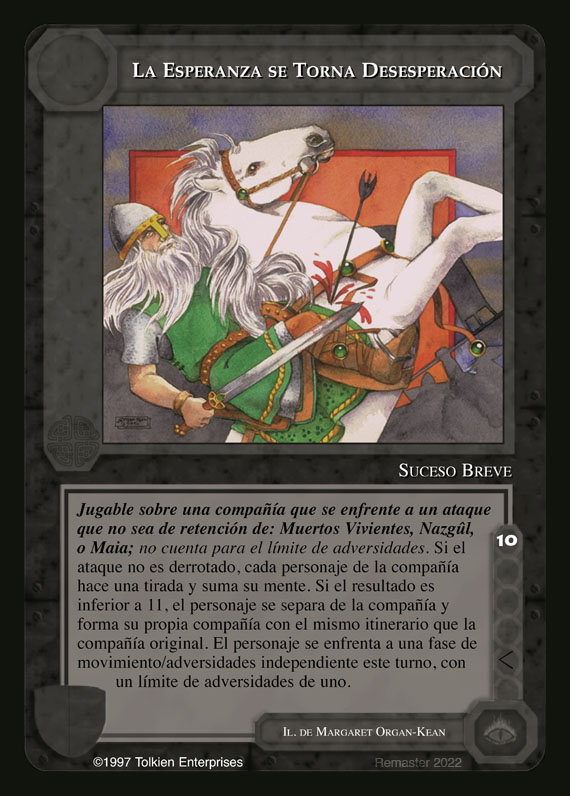 La Esperanza se Torna Desesperación
Suceso Breve
Jugable sobre una compañía que se enfrente a un ataque
que no sea de retención de: Muertos Vivientes, Nazgûl,
o Maia; no cuenta para el límite de adversidades. Si el
ataque no es derrotado, cada personaje de la compañía
hace una tirada y suma su mente. Si el resultado es
inferior a 11, el personaje se separa de la compañía y
forma su propia compañía con el mismo itinerario que la
compañía original. El personaje se enfrenta a una fase de
movimiento/adversidades independiente este turno, con
un límite de adversidades de uno.
10
Il. de Margaret Organ-Kean
©1997 Tolkien Enterprises
Remaster 2022